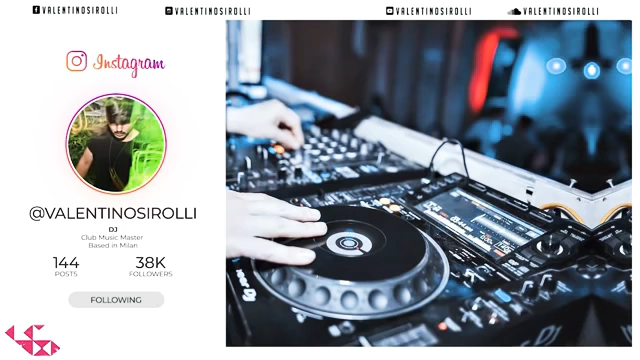 VALENTINOSIROLLI
VALENTINOSIROLLI
VALENTINOSIROLLI
VALENTINOSIROLLI
Instagram
@VALENTINOSIROLLI
DJ
Club Music Master
Based in Milan
144
38K
POSTS
FOLLOWERS
FOLLOWING